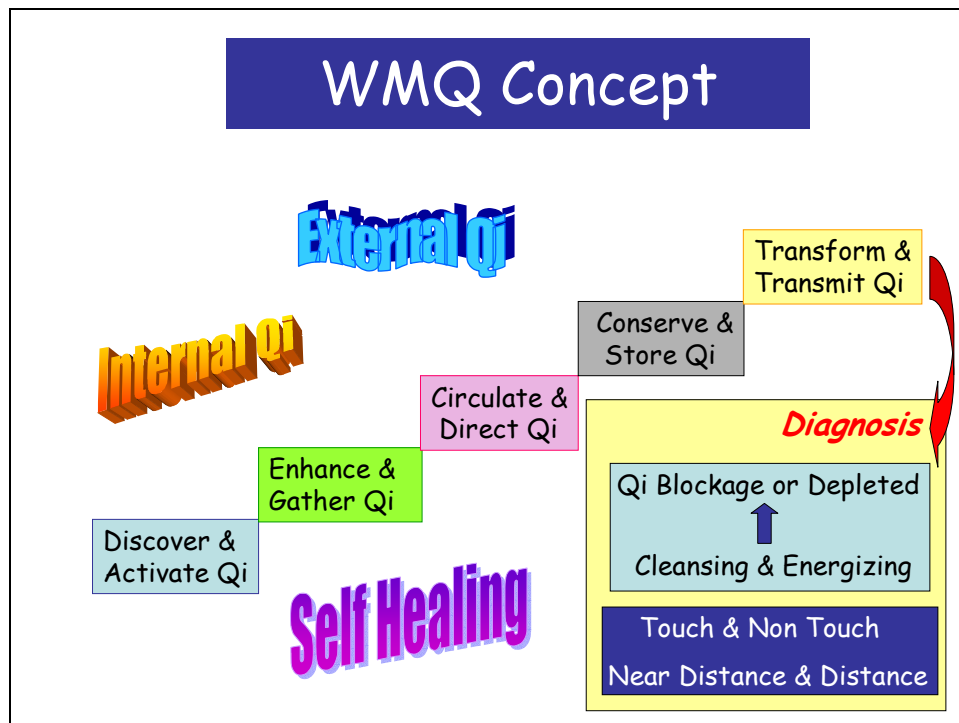 WMQ Concept
External Qi
Internal Qi
Transform &
Transmit Qi
Conserve &
Store Qi
Circulate &
Direct Qi
Enhance &
Gather Qi
Discover &
Activate Qi
Self Healing
Diagnosis
Qi Blockage or Depleted
Cleansing & Energizing
Touch & Non Touch
Near Distance & Distance